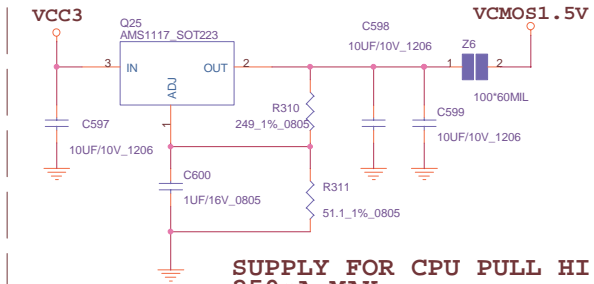 VCC3
VCMOS1.5V
Q25
AMS1117_SOT223
C598
10UF/10V_1206
Z6
3
IN
OUT
2
1
2
ADJ
100*60MIL
R310
249_1%_0805
C597
10UF/10V_1206
C599
10UF/10V_1206
1
C600
1UF/16V_0805
R311
51.1_1%_0805
SUPPLY FOR CPU PULL HI